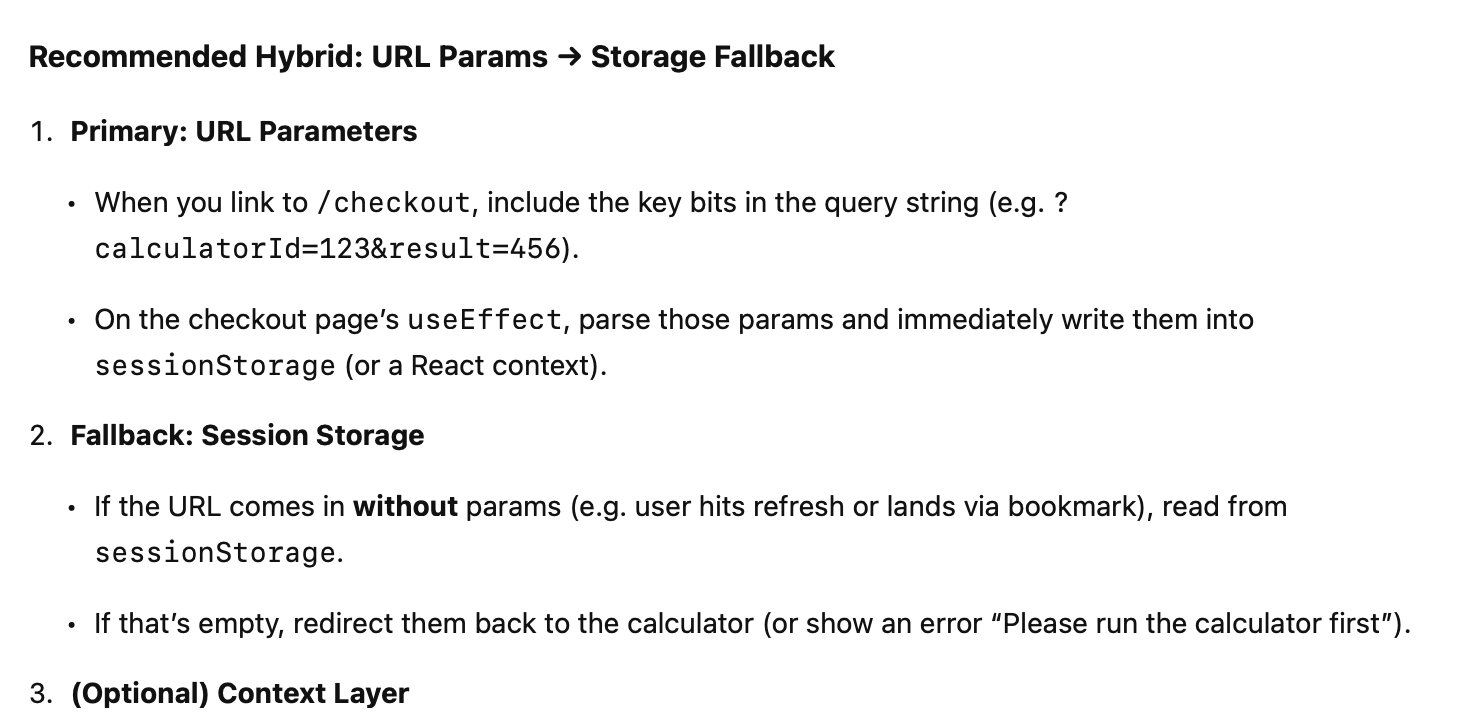 Recommended Hybrid: URL Params → Storage Fallback
1. Primary: URL Parameters
• When you link to /checkout, include the key bits in the query string (e.g. ?
calculatorId=123&result=456).
• On the checkout page’s useEffect, parse those params and immediately write them into
sessionStorage (or a React context).
2. Fallback: Session Storage
• If the URL comes in without params (e.g. user hits refresh or lands via bookmark), read from
sessionStorage.
• If that’s empty, redirect them back to the calculator (or show an error “Please run the calculator first”).
3. (Optional) Context Layer